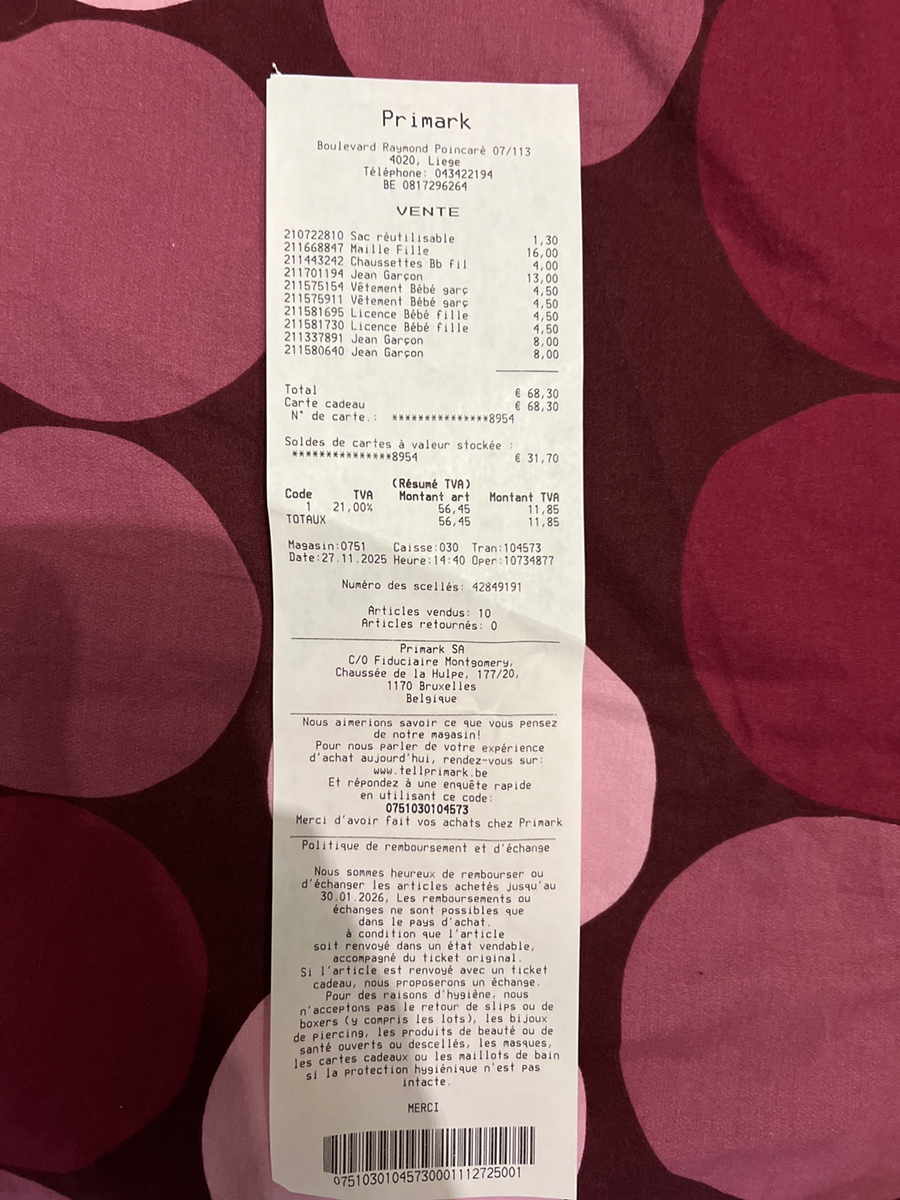 Primark
Boulevard Raymond Poincaré 07/113
4020, Liege
Téléphone: 043422194
BE 0817296264
VENTE
210722810 Sac réutilisable 1,30
211668847 Maille Fille 16,00
211443242 Chaussettes Bb fil 4,00
211701194 Jean Garçon 13,00
211575154 Vêtement Bébé garç 4,50
211575911 Vêtement Bébé garç 4,50
211581695 Licence Bébé fille 4,50
211581730 Licence Bébé fille 4,50
211337891 Jean Garçon 8,00
211580640 Jean Garçon 8,00
Total € 68,30
Carte cadeau € 68,30
N° de carte.: ***************8954
Soldes de cartes à valeur stockée :
***************8954 € 31,70
(Résumé TVA)
Code TVA Montant art Montant TVA
1 21,00% 56,45 11,85
TOTAUX 56,45 11,85
Magasin:0751 Caisse:030 Tran:104573
Date:27.11.2025 Heure:14:40 Oper:10734877
Numéro des scellés: 42849191
Articles vendus: 10
Articles retournés: 0
Primark SA
C/O Fiduciaire Montgomery,
Chaussée de la Hulpe, 177/20,
1170 Bruxelles
Belgique
Nous aimerions savoir ce que vous pensez
de notre magasin!
Pour nous parler de votre expérience
d'achat aujourd'hui, rendez-vous sur:
www.tellprimark.be
Et répondez à une enquête rapide
en utilisant ce code:
0751030104573
Merci d'avoir fait vos achats chez Primark
Politique de remboursement et d'échange
Nous sommes heureux de rembourser ou
d'échanger les articles achetés jusqu'au
30.01.2026, Les remboursements ou
échanges ne sont possibles que
dans le pays d'achat.
à condition que l'article
soit renvoyé dans un état vendable,
accompagné du ticket original.
Si l'article est renvoyé avec un ticket
cadeau, nous proposerons un échange.
Pour des raisons d'hygiène, nous
n'acceptons pas le retour de slips ou de
boxers (y compris les lots), les bijoux
de piercing, les produits de beauté ou de
santé ouverts ou descellés, les masques,
les cartes cadeaux ou les maillots de bain
si la protection hygiénique n'est pas
intacte.
MERCI
07510301045730001112725001